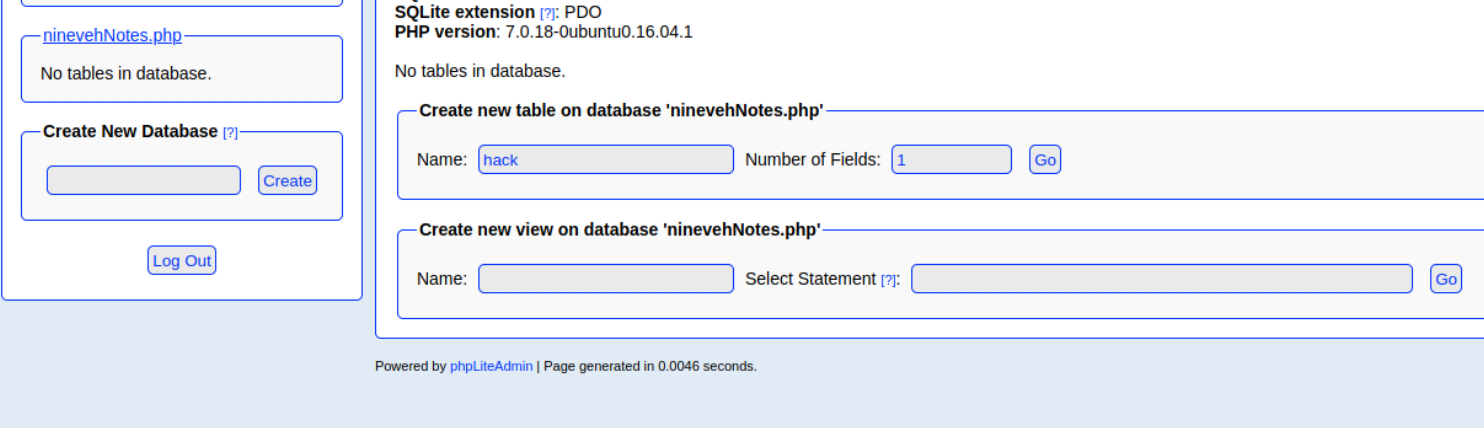 ninevehNotes.php
No tables in database.
Create New Database [?]
Create
Log Out
SQLite extension [?]: PDO
PHP version: 7.0.18-0ubuntu0.16.04.1
No tables in database.
Create new table on database 'ninevehNotes.php'
Name: hack Number of Fields: 1 Go
Create new view on database 'ninevehNotes.php'
Name: Select Statement [?]: Go
Powered by phpLiteAdmin | Page generated in 0.0046 seconds.